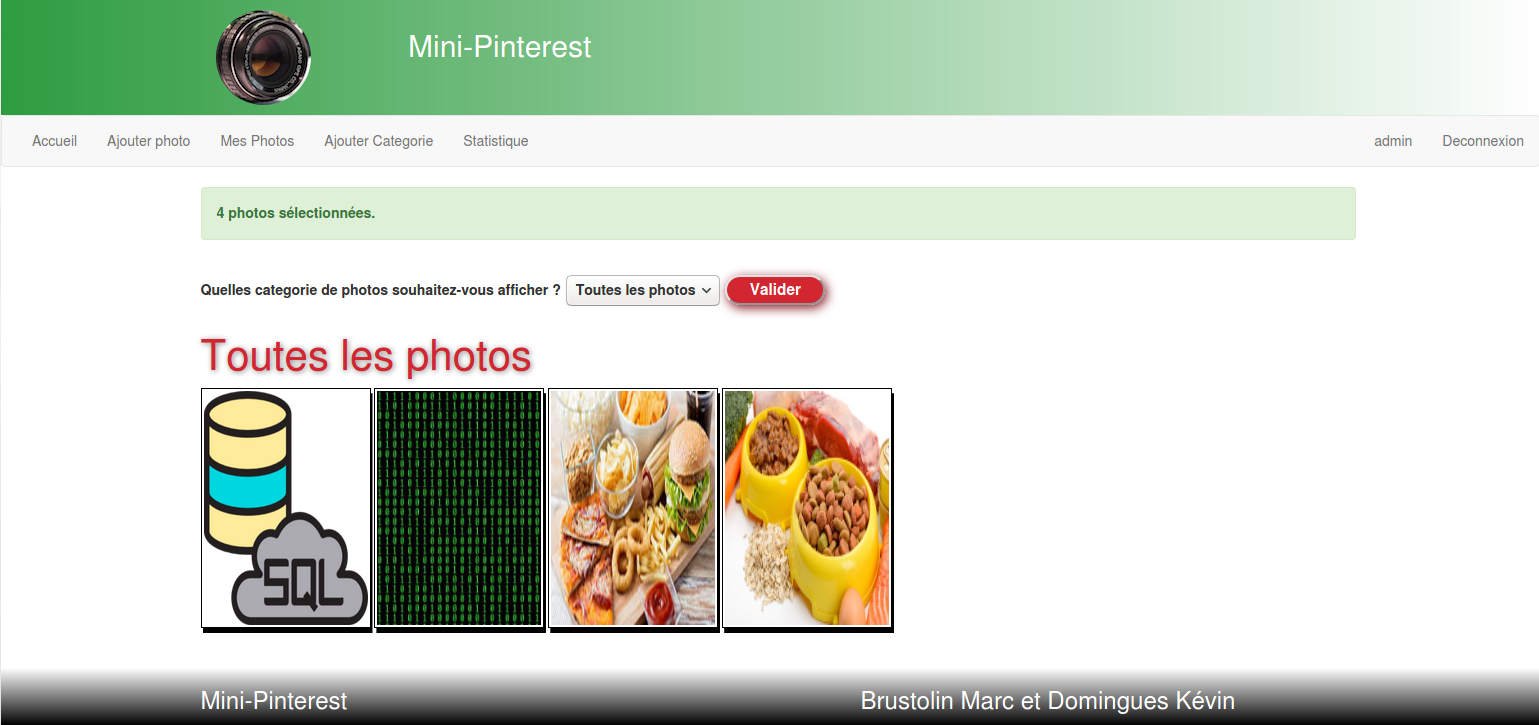 Mini-Pinterest
Accueil Ajouter photo Mes Photos Ajouter Categorie Statistique admin Deconnexion
4 photos sélectionnées.
Quelles categorie de photos souhaitez-vous afficher ? Toutes les photos Valider
Toutes les photos
SQL
Mini-Pinterest Brustolin Marc et Domingues Kévin